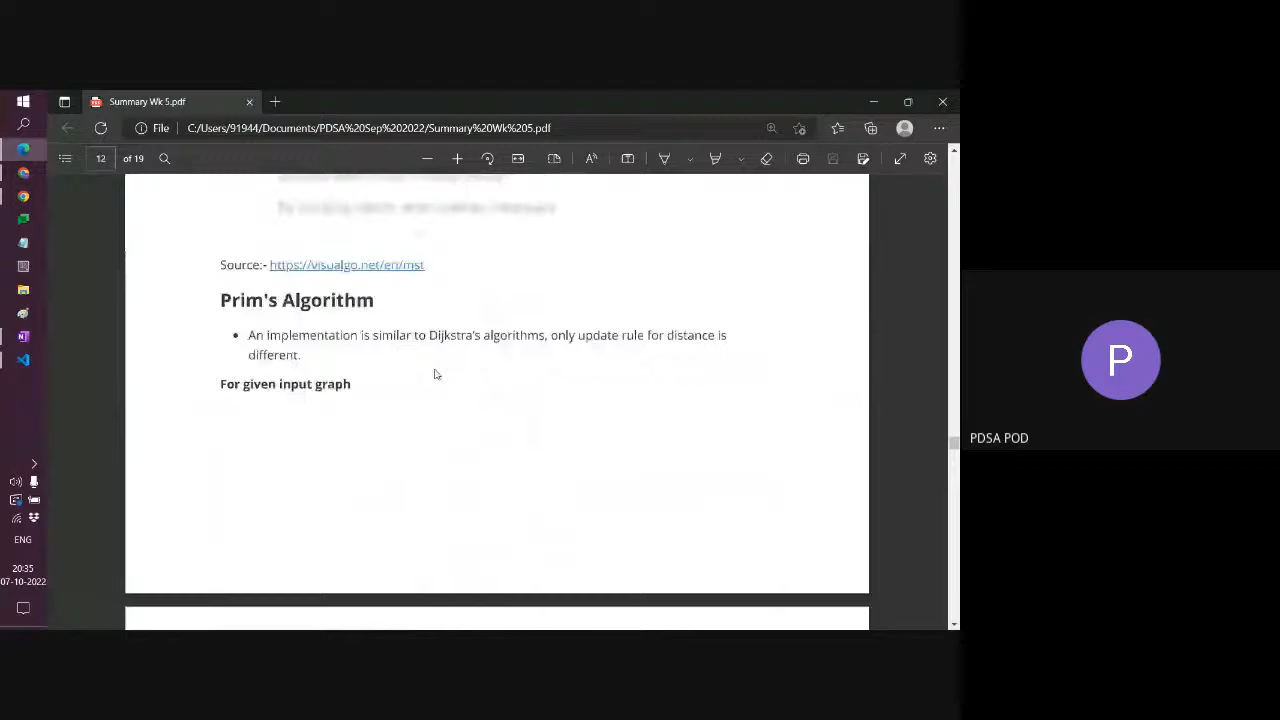 Summary Wk 5.pdf
File
C:/Users/91944/Documents/PDSA%20Sep%202022/Summary%20Wk%205.pdf
12 of 19
Source:- https://visualgo.net/en/mst
Prim's Algorithm
• An implementation is similar to Dijkstra's algorithms, only update rule for distance is
different.
For given input graph
P
PDSA POD
ENG
20:35
07-10-2022